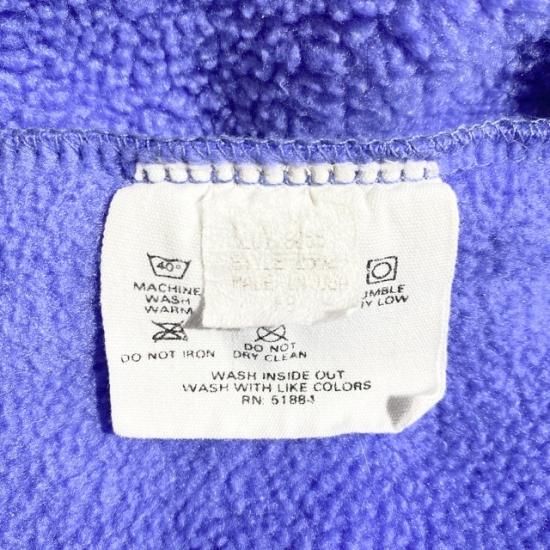 40°
MACHINE
WASH
WARM
UMBLE
Y LOW
DO NOT IRON
DO NOT
DRY CLEAN
WASH INSIDE OUT
WASH WITH LIKE COLORS
RN: 51884